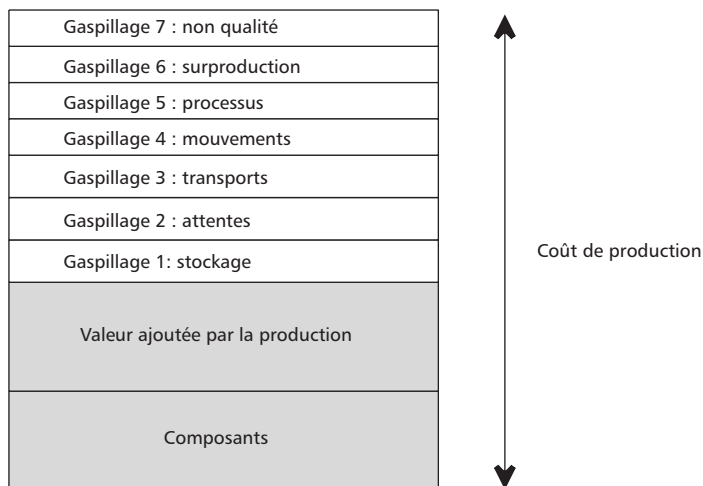 Gaspillage 7 : non qualité
Gaspillage 6 : surproduction
Gaspillage 5 : processus
Gaspillage 4 : mouvements
Gaspillage 3 : transports
Gaspillage 2 : attentes
Gaspillage 1: stockage
Coût de production
Valeur ajoutée par la production
Composants